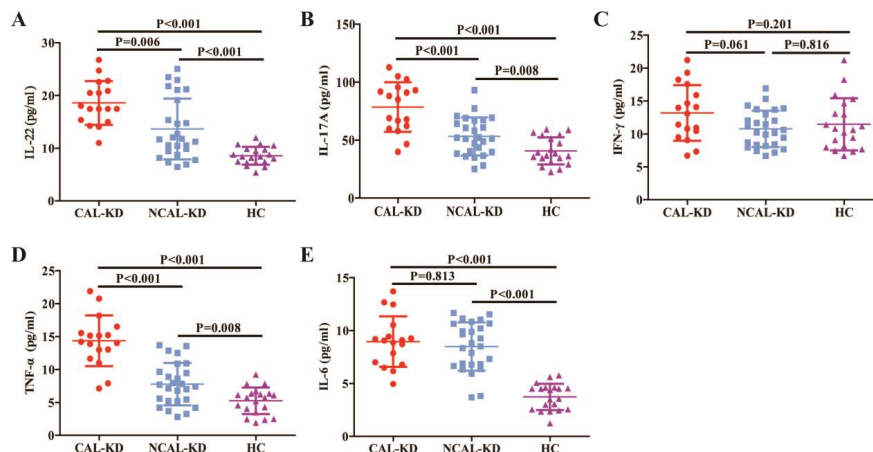 A
P<0.001
P=0.006
P<0.001
IL-22 (pg/ml)
30
20
10
0
CAL-KD NCAL-KD HC
B
P<0.001
P<0.001
P=0.008
IL-17A (pg/ml)
150
100
50
0
CAL-KD NCAL-KD HC
C
P=0.201
P=0.061 P=0.816
IFN-γ (pg/ml)
25
20
15
10
5
0
CAL-KD NCAL-KD HC
D
P<0.001
P<0.001
P=0.008
TNF-α (pg/ml)
25
20
15
10
5
0
CAL-KD NCAL-KD HC
E
P<0.001
P=0.813
P<0.001
IL-6 (pg/ml)
15
10
5
0
CAL-KD NCAL-KD HC